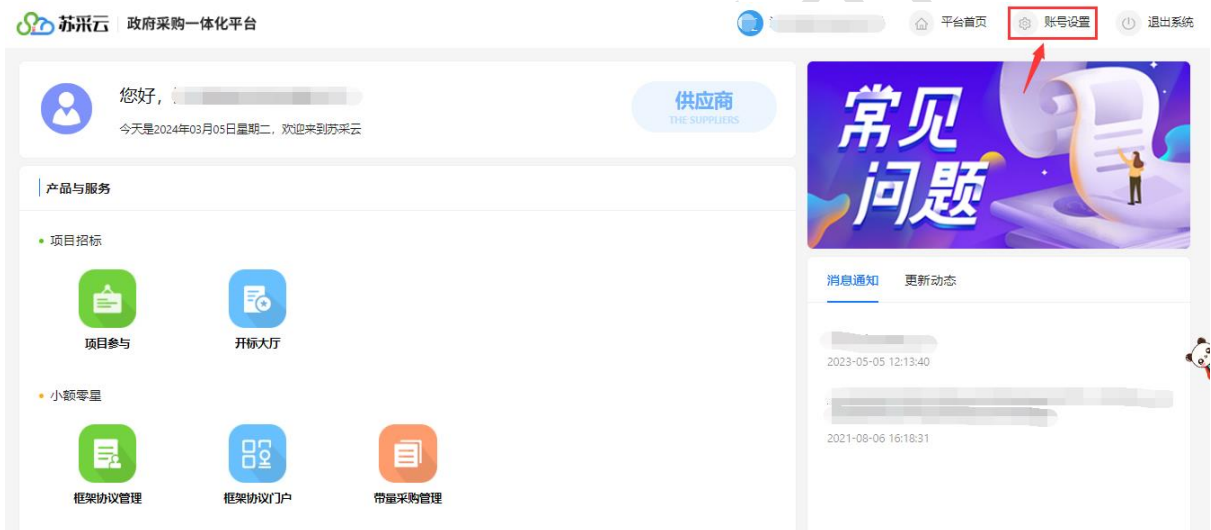 苏采云 政府采购一体化平台
平台首页 账号设置 退出系统
您好，
今天是2024年03月05日星期二，欢迎来到苏采云
供应商
THE SUPPLIERS
产品与服务
项目招标
项目参与 开标大厅
小额零星
框架协议管理 框架协议门户 带量采购管理
常见
问题
消息通知 更新动态
2023-05-05 12:13:40
2021-08-06 16:18:31